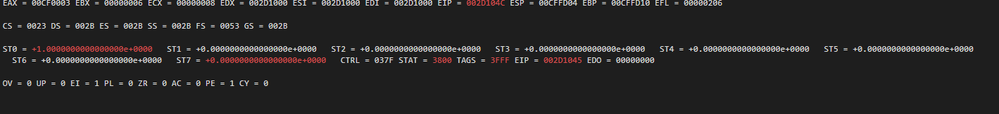 EAX = 00CF0003 EBX = 00000006 ECX = 00000008 EDX = 002D1000 ESI = 002D1000 EDI = 002D1000 EIP = 002D104C ESP = 00CFFD04 EBP = 00CFFD10 EFL = 00000206
CS = 0023 DS = 002B ES = 002B SS = 002B FS = 0053 GS = 002B
ST0 = +1.0000000000000000e+0000 ST1 = +0.0000000000000000e+0000 ST2 = +0.0000000000000000e+0000 ST3 = +0.0000000000000000e+0000 ST4 = +0.0000000000000000e+0000 ST5 = +0.0000000000000000e+0000
ST6 = +0.0000000000000000e+0000 ST7 = +0.0000000000000000e+0000 CTRL = 037F STAT = 3800 TAGS = 3FFF EIP = 002D1045 EDO = 00000000
OV = 0 UP = 0 EI = 1 PL = 0 ZR = 0 AC = 0 PE = 1 CY = 0